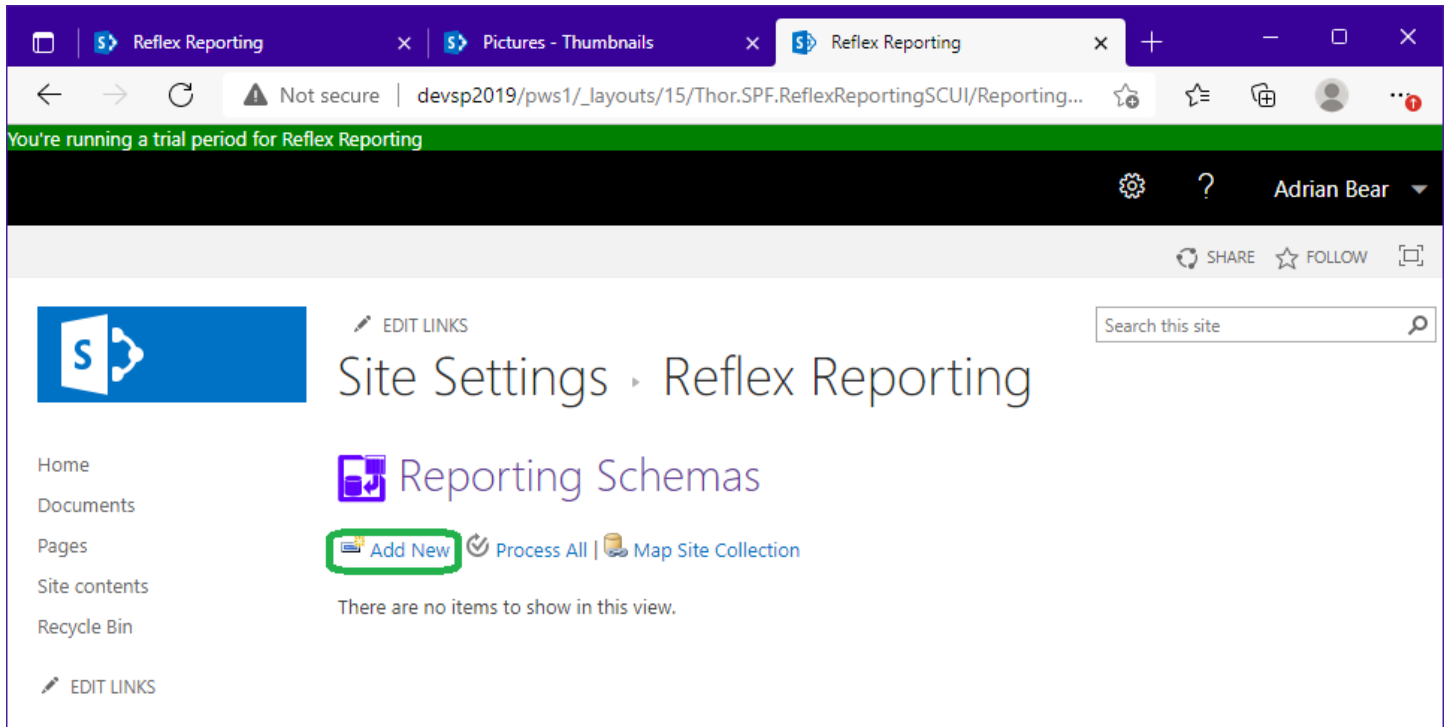 Reflex Reporting
Pictures - Thumbnails
Reflex Reporting
Not secure | devsp2019/pws1/_layouts/15/Thor.SPF.ReflexReportingSCUI/Reporting...
You're running a trial period for Reflex Reporting
? Adrian Bear
SHARE FOLLOW
S
EDIT LINKS
Search this site
Site Settings Reflex Reporting
Home
Documents
Pages
Site contents
Recycle Bin
EDIT LINKS
Reporting Schemas
Add New Process All | Map Site Collection
There are no items to show in this view.